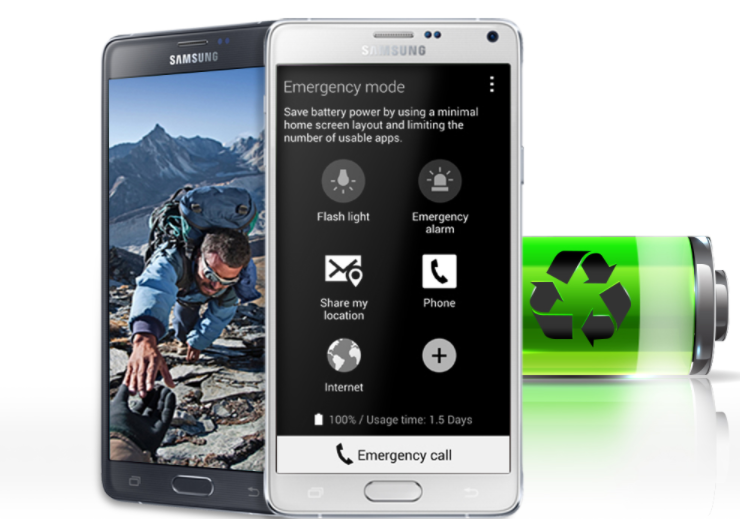 SAMSUNG
SAMSUNG
Emergency mode
Save battery power by using a minimal
home screen layout and limiting the
number of usable apps.
Flash light
Emergency
alarm
Share my
location
Phone
Internet
100% / Usage time: 1.5 Days
Emergency call